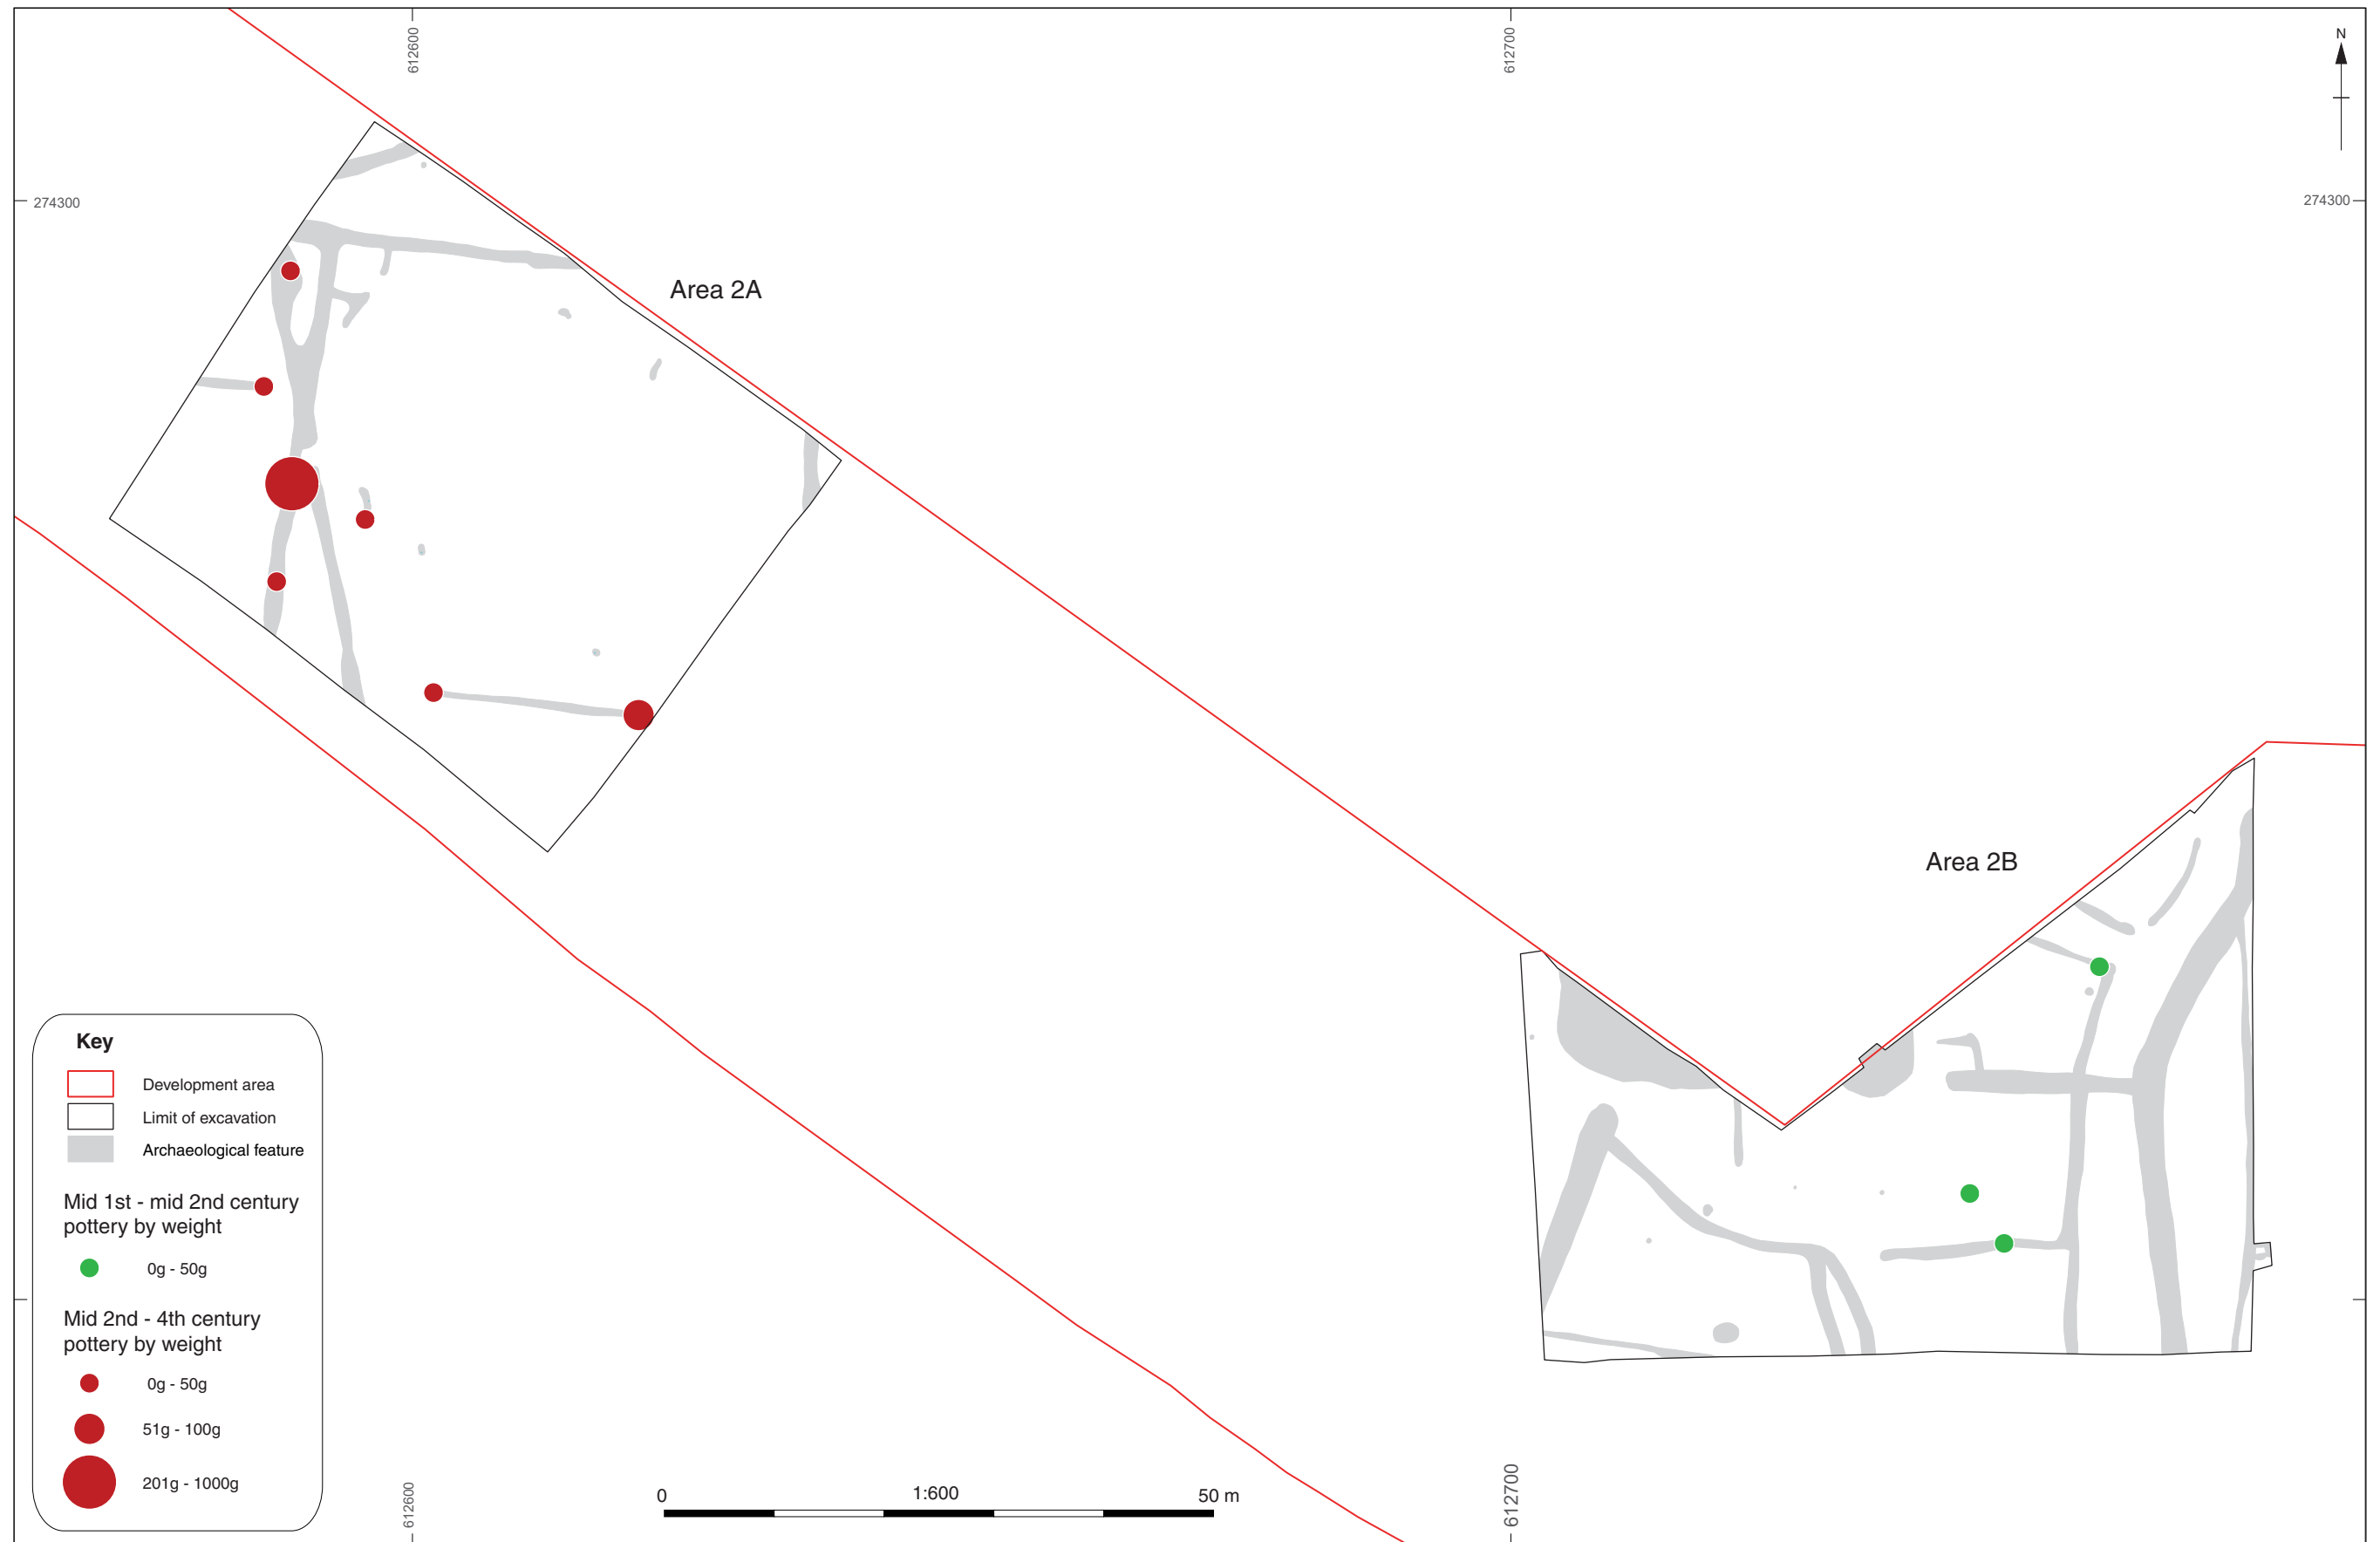 612600
612700
N
274300
274300
Area 2A
Area 2B
Key
Development area
Limit of excavation
Archaeological feature
Mid 1st - mid 2nd century
pottery by weight
0g - 50g
Mid 2nd - 4th century
pottery by weight
0g - 50g
51g - 100g
201g - 1000g
612600
0
1:600
50 m
612700